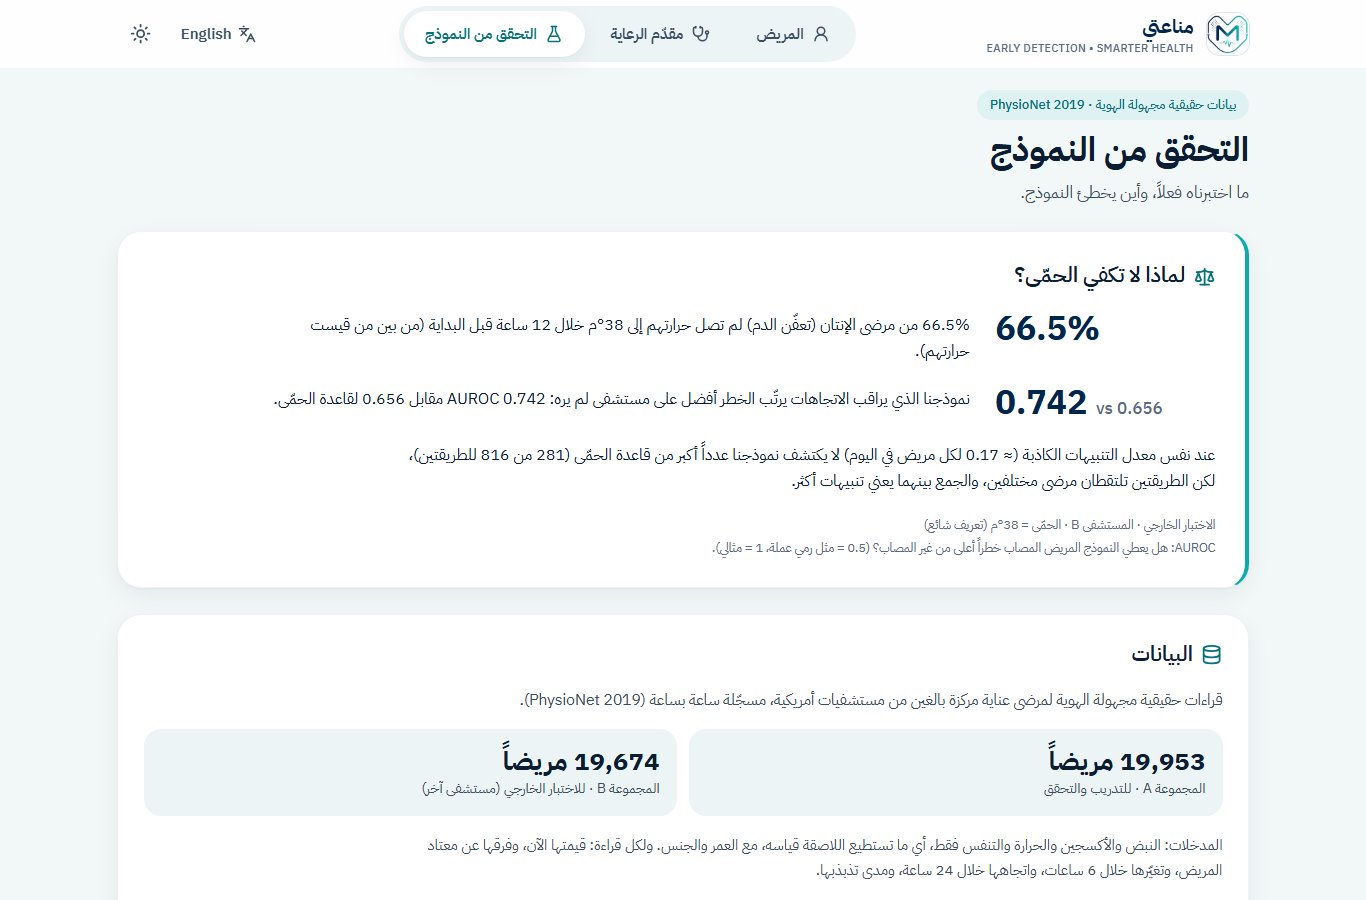 مناعتي
EARLY DETECTION • SMARTER HEALTH
المريض
مقدّم الرعاية
التحقق من النموذج
English
بيانات حقيقية مجهولة الهوية · PhysioNet 2019
التحقق من النموذج
ما اختبرناه فعلاً، وأين يخطئ النموذج.
لماذا لا تكفي الحمّى؟
66.5%
66.5% من مرضى الإنتان (تعفّن الدم) لم تصل حرارتهم إلى 38°م خلال 12 ساعة قبل البداية (من بين من قيست
حرارتهم).
0.742 vs 0.656
نموذجنا الذي يراقب الاتجاهات يرتّب الخطر أفضل على مستشفى لم يره: AUROC 0.742 مقابل 0.656 لقاعدة الحمّى.
عند نفس معدل التنبيهات الكاذبة (≈ 0.17 لكل مريض في اليوم) لا يكتشف نموذجنا عدداً أكبر من قاعدة الحمّى (281 من 816 للطريقتين)،
لكن الطريقتين تلتقطان مرضى مختلفين، والجمع بينهما يعني تنبيهات أكثر.
الاختبار الخارجي · المستشفى B · الحمّى = 38°م (تعريف شائع)
AUROC: هل يعطي النموذج المريض المصاب خطراً أعلى من غير المصاب؟ (0.5 = مثل رمي عملة، 1 = مثالي).
البيانات
قراءات حقيقية مجهولة الهوية لمرضى عناية مركزة بالغين من مستشفيات أمريكية، مسجّلة ساعة بساعة (PhysioNet 2019).
19,953 مريضاً
المجموعة A · للتدريب والتحقق
19,674 مريضاً
المجموعة B · للاختبار الخارجي (مستشفى آخر)
المدخلات: النبض والأكسجين والحرارة والتنفس فقط، أي ما تستطيع اللاصقة قياسه، مع العمر والجنس. ولكل قراءة: قيمتها الآن، وفرقها عن معتاد
المريض، وتغيّرها خلال 6 ساعات، واتجاهها خلال 24 ساعة، ومدى تذبذبها.